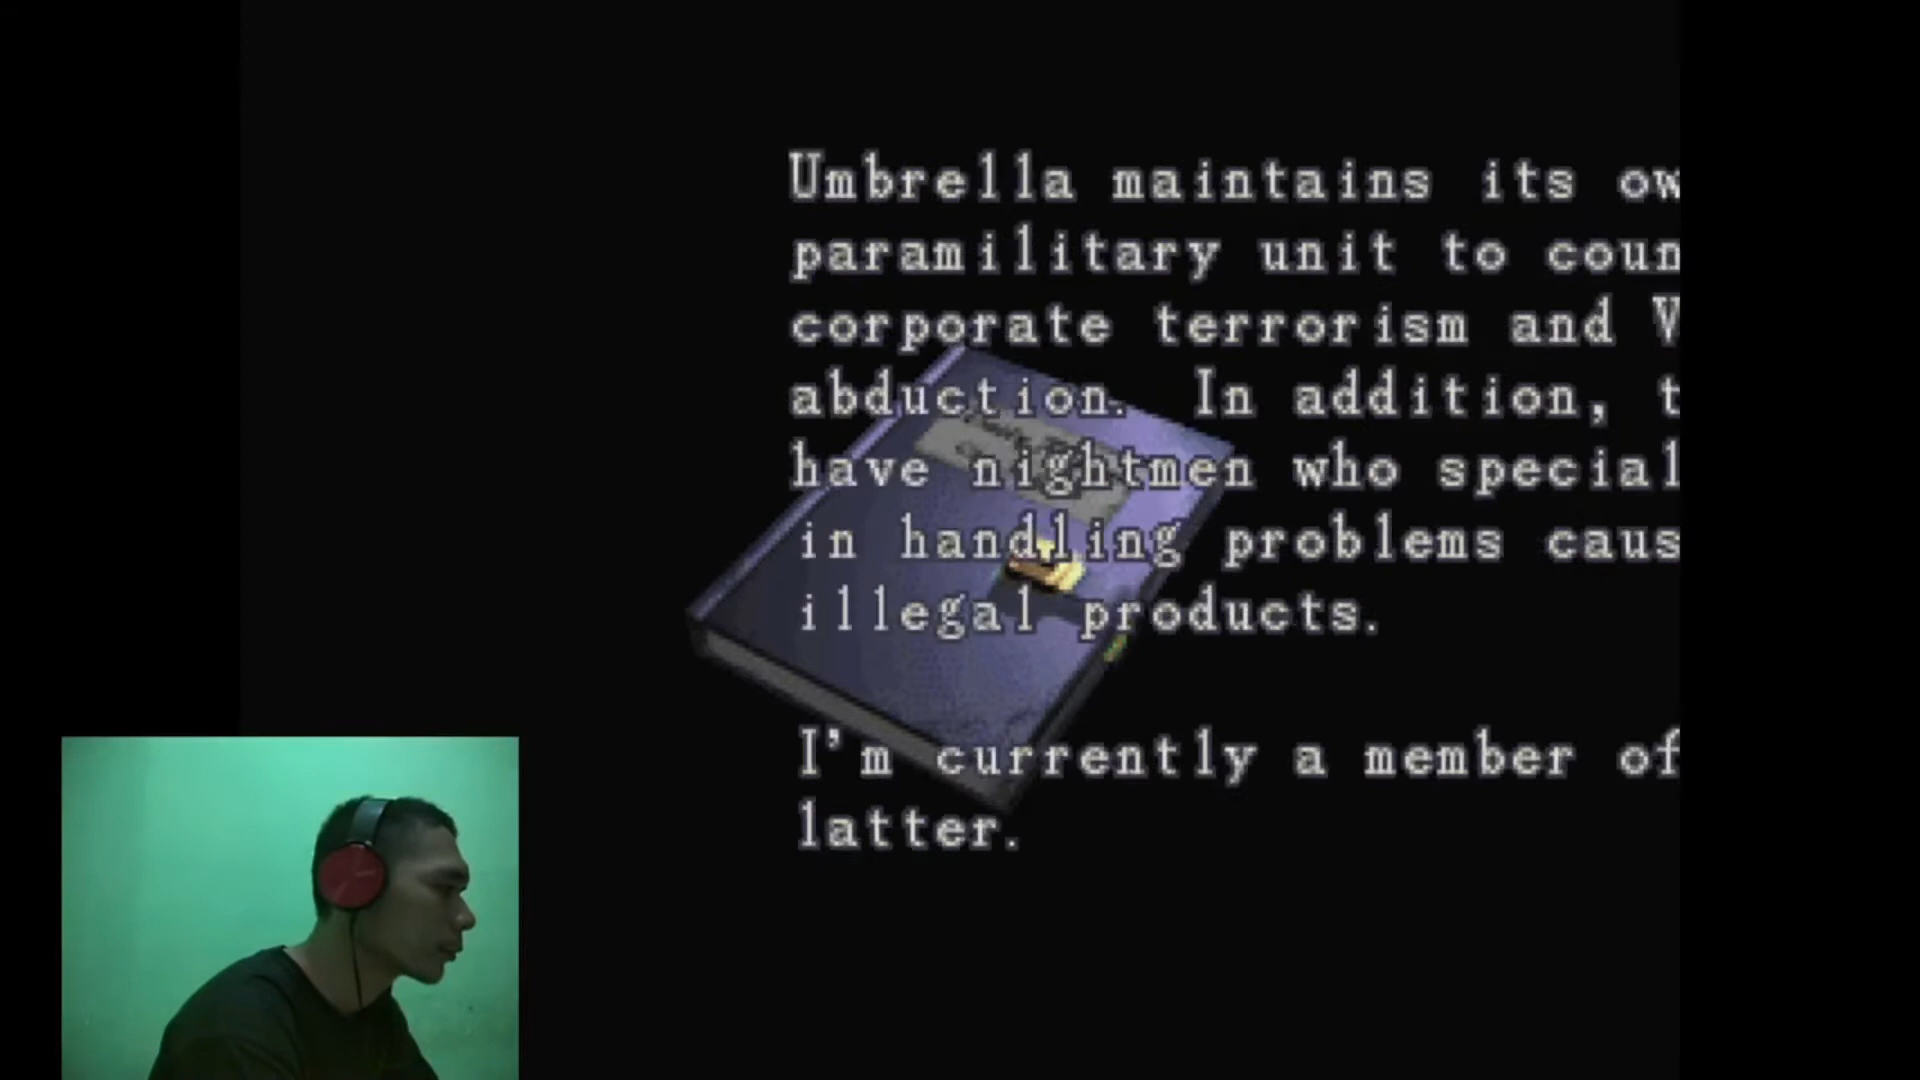 Umbrella maintains its ow
paramilitary unit to coun
corporate terrorism and V
abduction. In addition, t
have nightmen who special
in handling problems caus
illegal products.
I'm currently a member of
latter.